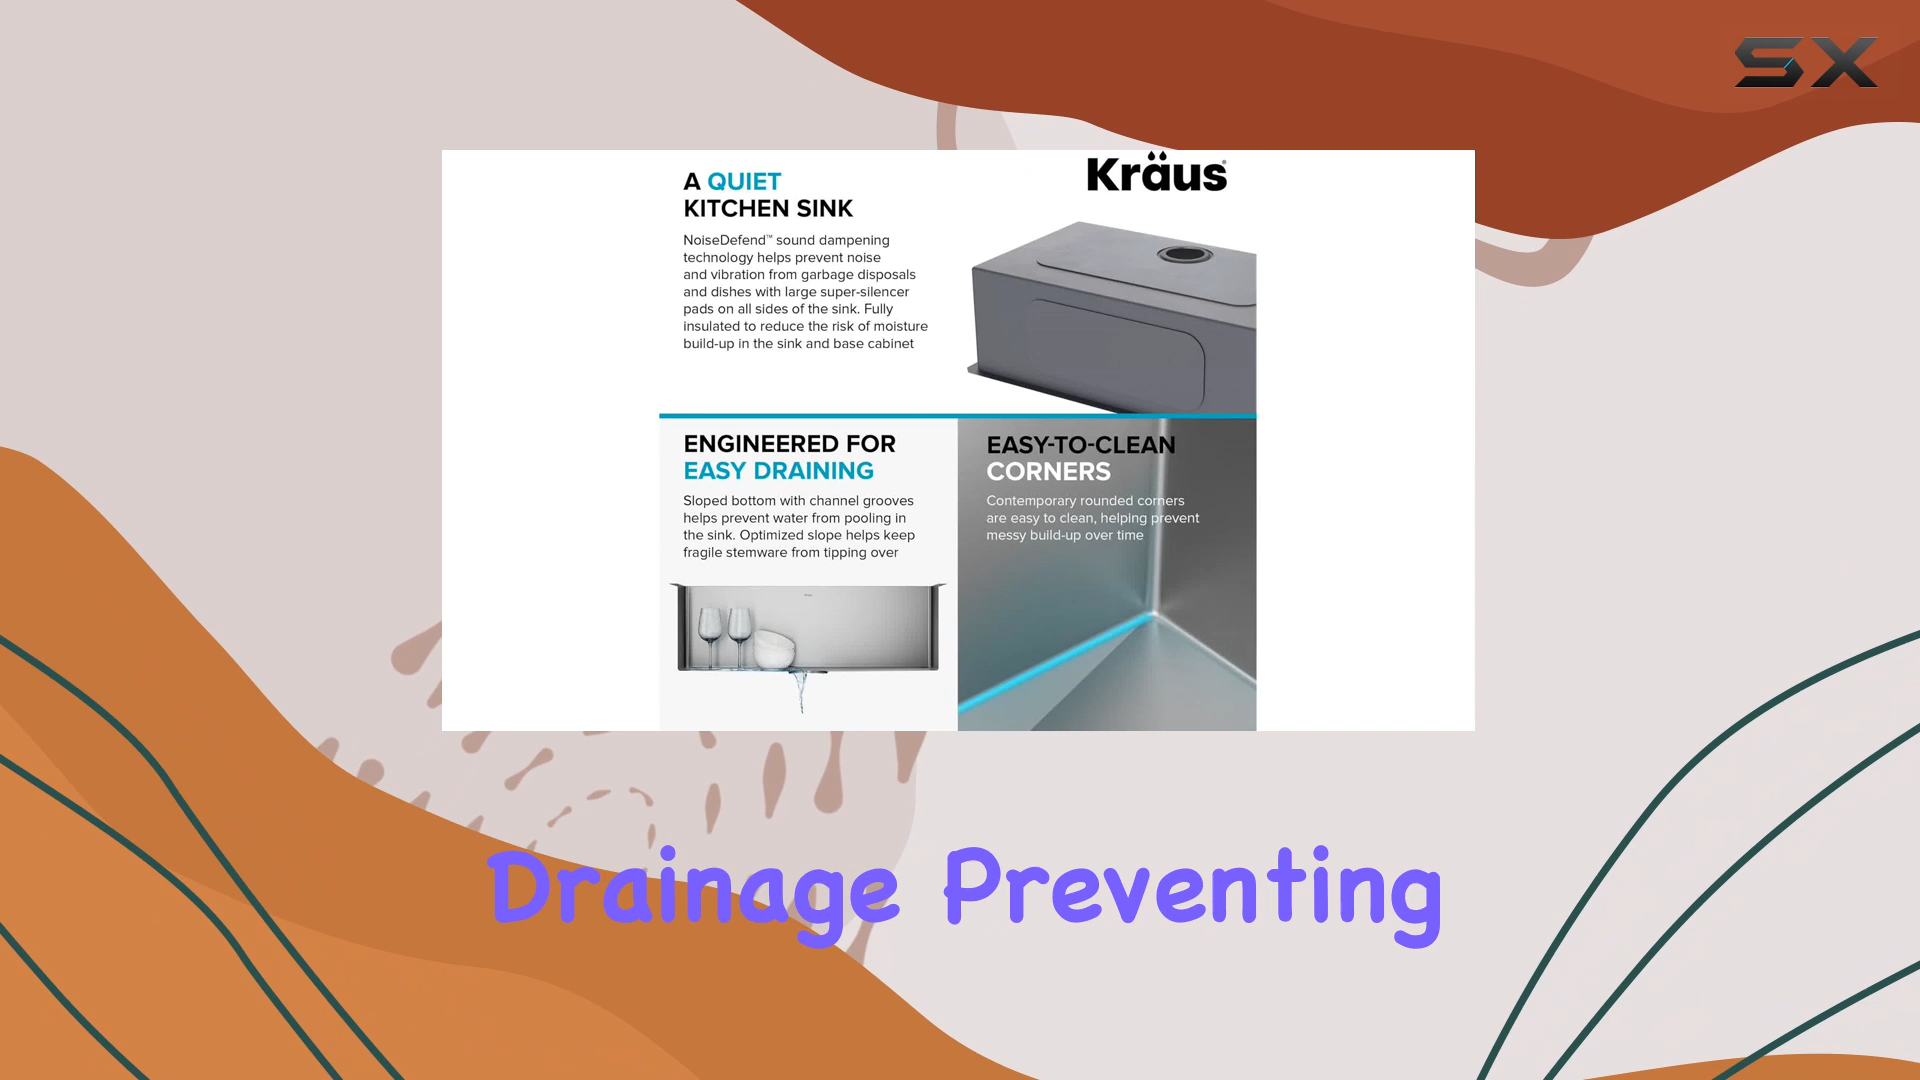 SX
Kräus
A QUIET
KITCHEN SINK
NoiseDefend™ sound dampening
technology helps prevent noise
and vibration from garbage disposals
and dishes with large super-silencer
pads on all sides of the sink. Fully
insulated to reduce the risk of moisture
build-up in the sink and base cabinet
ENGINEERED FOR
EASY DRAINING
Sloped bottom with channel grooves
helps prevent water from pooling in
the sink. Optimized slope helps keep
fragile stemware from tipping over
EASY-TO-CLEAN
CORNERS
Contemporary rounded corners
are easy to clean, helping prevent
messy build-up over time
Drainage Preventing